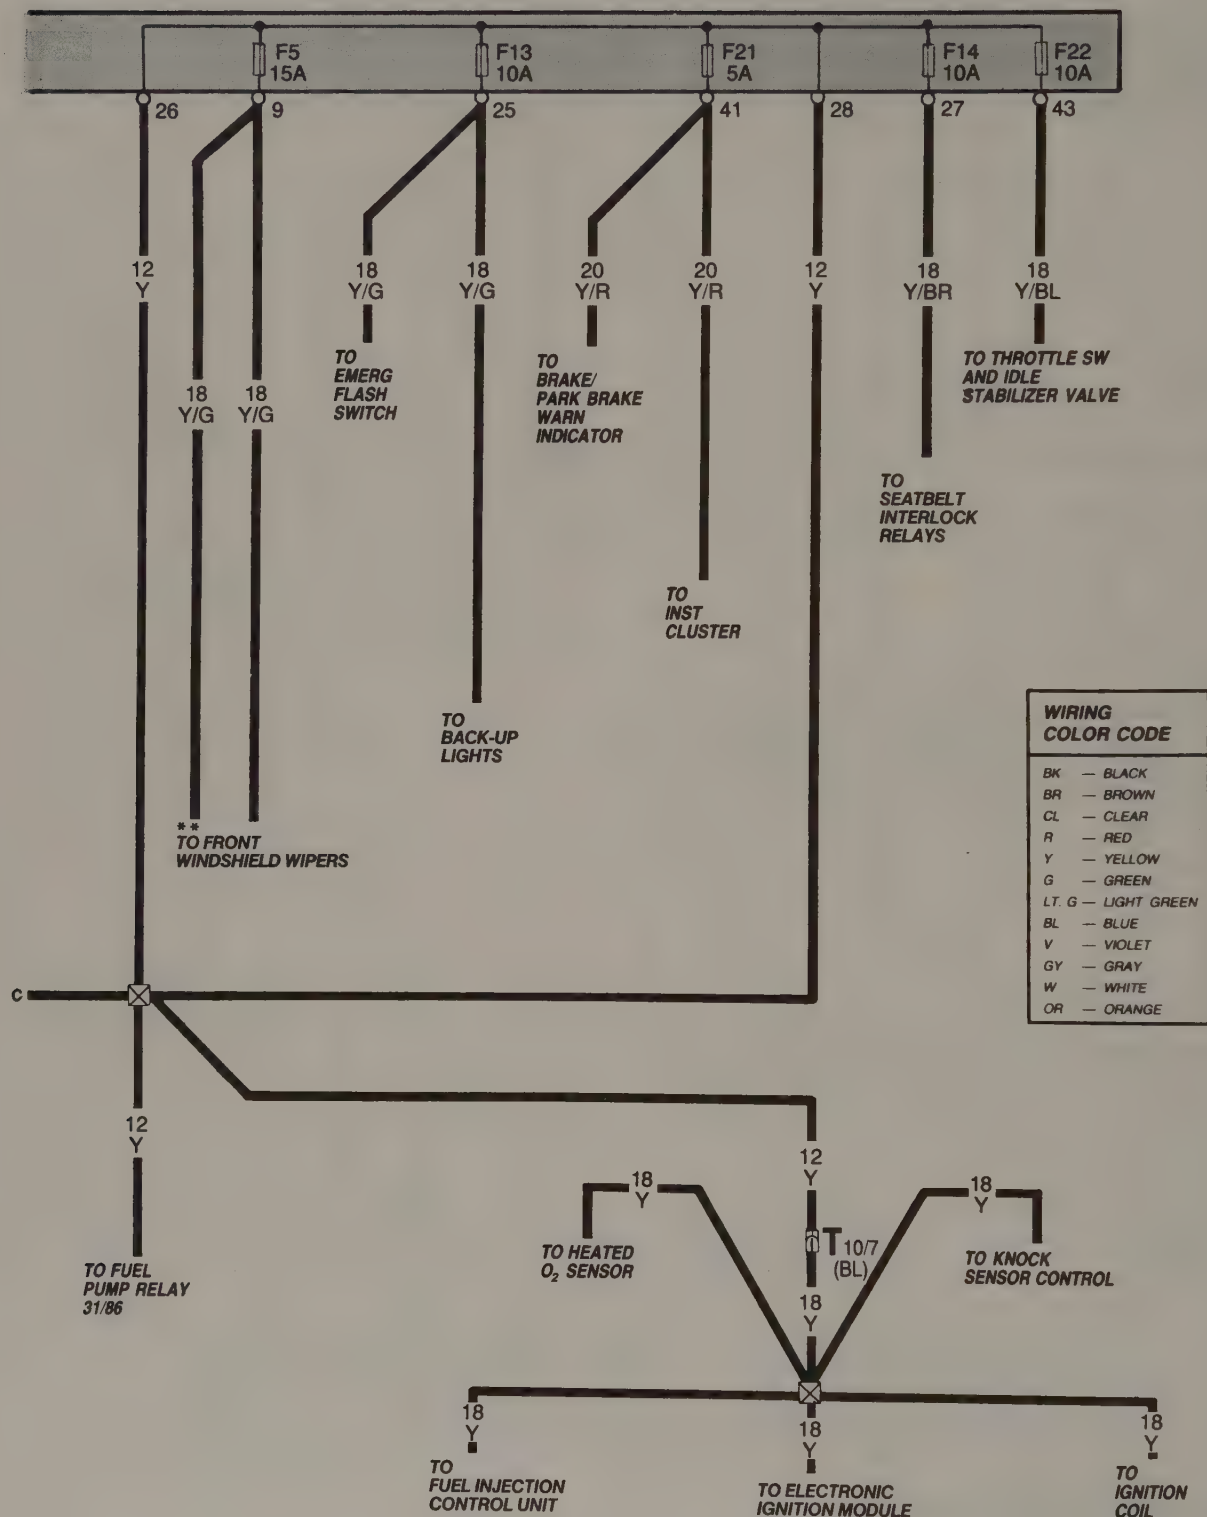 F5
15A
F13
10A
F21
5A
F14
10A
F22
10A
26
9
25
41
28
27
43
12
Y
18
Y/G
18
Y/G
20
Y/R
20
Y/R
12
Y
18
Y/BR
18
Y/BL
TO
EMERG
FLASH
SWITCH
TO
BRAKE/
PARK BRAKE
WARN
INDICATOR
TO THROTTLE SW
AND IDLE
STABILIZER VALVE
18
Y/G
18
Y/G
TO
SEATBELT
INTERLOCK
RELAYS
TO
INST
CLUSTER
TO
BACK-UP
LIGHTS
**
TO FRONT
WINDSHIELD WIPERS
WIRING
COLOR CODE
BK — BLACK
BR — BROWN
CL — CLEAR
R — RED
Y — YELLOW
G — GREEN
LT. G — LIGHT GREEN
BL — BLUE
V — VIOLET
GY — GRAY
W — WHITE
OR — ORANGE
C
12
Y
TO FUEL
PUMP RELAY
31/86
12
Y
18
Y
18
Y
TO HEATED
O2 SENSOR
T 10/7
(BL)
TO KNOCK
SENSOR CONTROL
18
Y
18
Y
18
Y
18
Y
TO
FUEL INJECTION
CONTROL UNIT
TO ELECTRONIC
IGNITION MODULE
TO
IGNITION
COIL